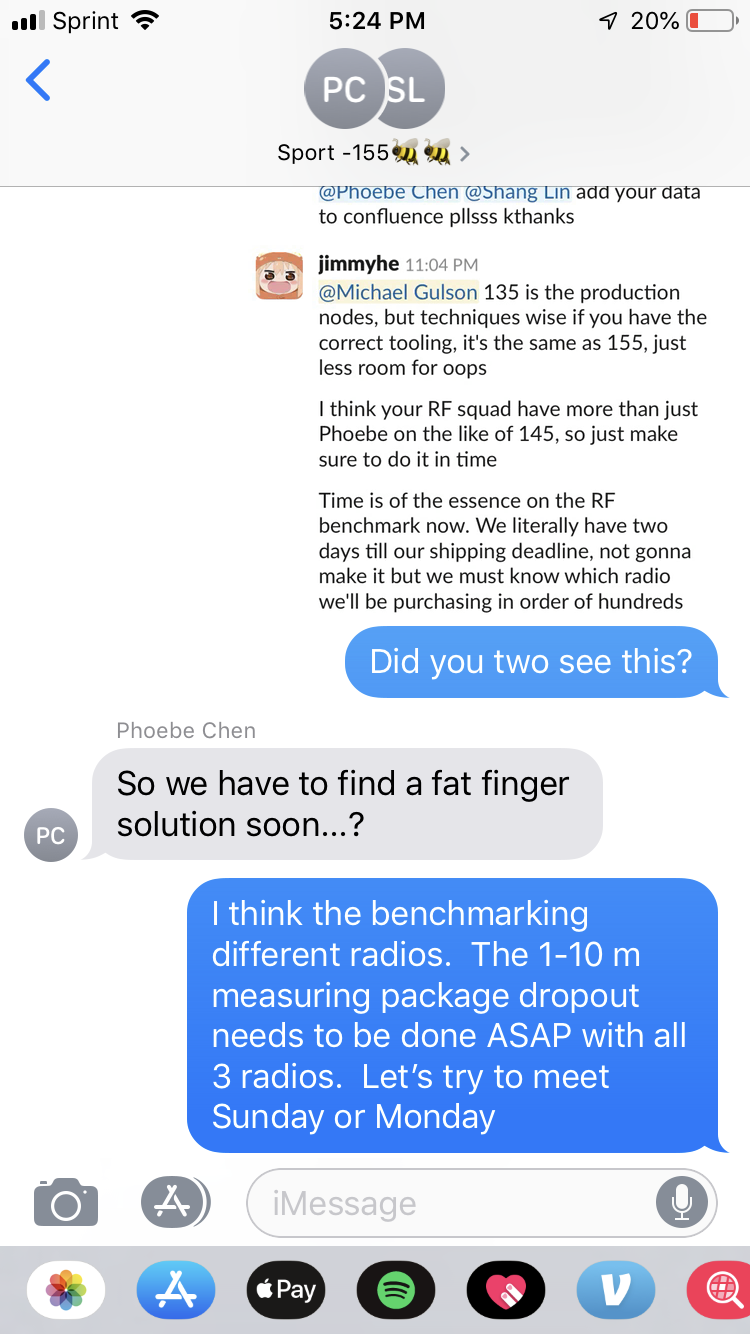 Sprint 5:24 PM 20%
PC SL
Sport -155🐝🐝
@Phoebe Chen @Shang Lin add your data
to confluence pllsss kthanks
jimmyhe 11:04 PM
@Michael Gulson 135 is the production
nodes, but techniques wise if you have the
correct tooling, it's the same as 155, just
less room for oops
I think your RF squad have more than just
Phoebe on the like of 145, so just make
sure to do it in time
Time is of the essence on the RF
benchmark now. We literally have two
days till our shipping deadline, not gonna
make it but we must know which radio
we'll be purchasing in order of hundreds
Did you two see this?
Phoebe Chen
So we have to find a fat finger
solution soon...?
PC
I think the benchmarking
different radios.  The 1-10 m
measuring package dropout
needs to be done ASAP with all
3 radios.  Let's try to meet
Sunday or Monday
iMessage
Pay